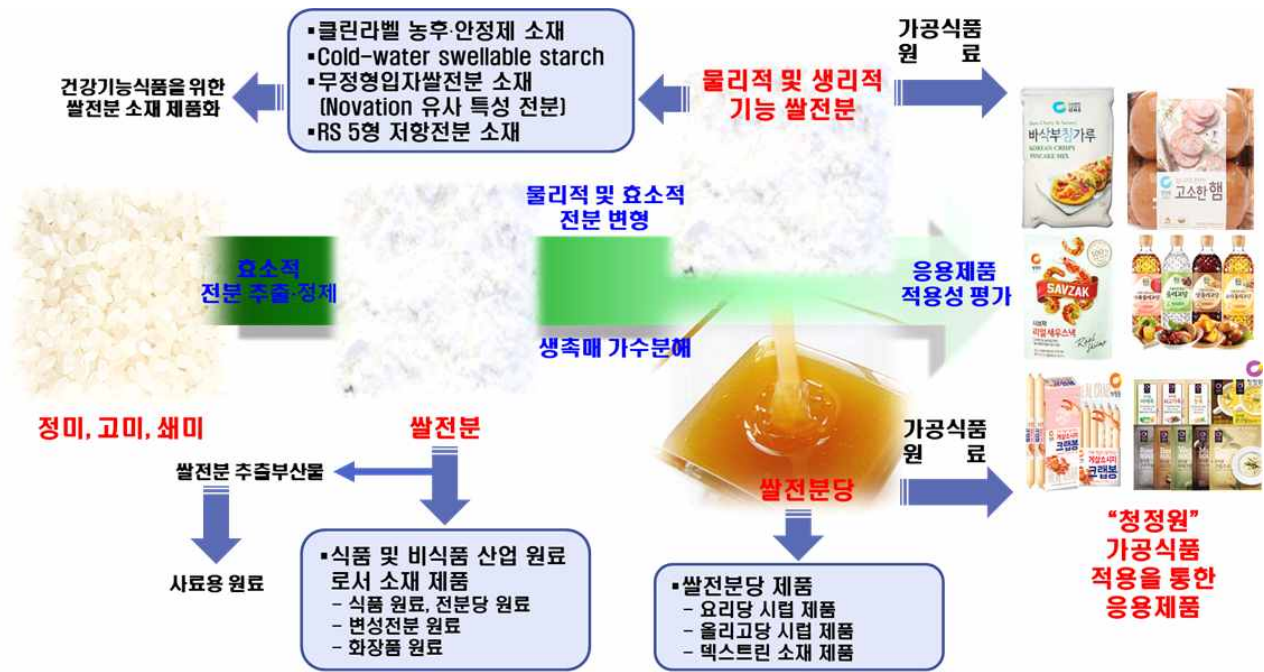 ▪클린라벨 농후·안정제 소재
▪Cold-water swellable starch
▪무정형입자쌀전분 소재
(Novation 유사 특성 전분)
▪RS 5형 저항전분 소재
건강기능식품을 위한
쌀전분 소재 제품화
물리적 및 생리적
기능 쌀전분
가공식품
원 료
바삭부침가루
KOREAN CRISPY
PANCAKE MIX
고소한 햄
물리적 및 효소적
전분 변형
효소적
전분 추출·정제
생촉매 가수분해
응용제품
적용성 평가
SAVZAK
리얼 새우스낵
Real Shrimp
정미, 고미, 쇄미
쌀전분
쌀전분당
가공식품
원 료
크랩봉
크랩봉
쌀전분 추출부산물
사료용 원료
▪식품 및 비식품 산업 원료
로서 소재 제품
- 식품 원료, 전분당 원료
- 변성전분 원료
- 화장품 원료
▪쌀전분당 제품
- 요리당 시럽 제품
- 올리고당 시럽 제품
- 덱스트린 소재 제품
“청정원”
가공식품
적용을 통한
응용제품